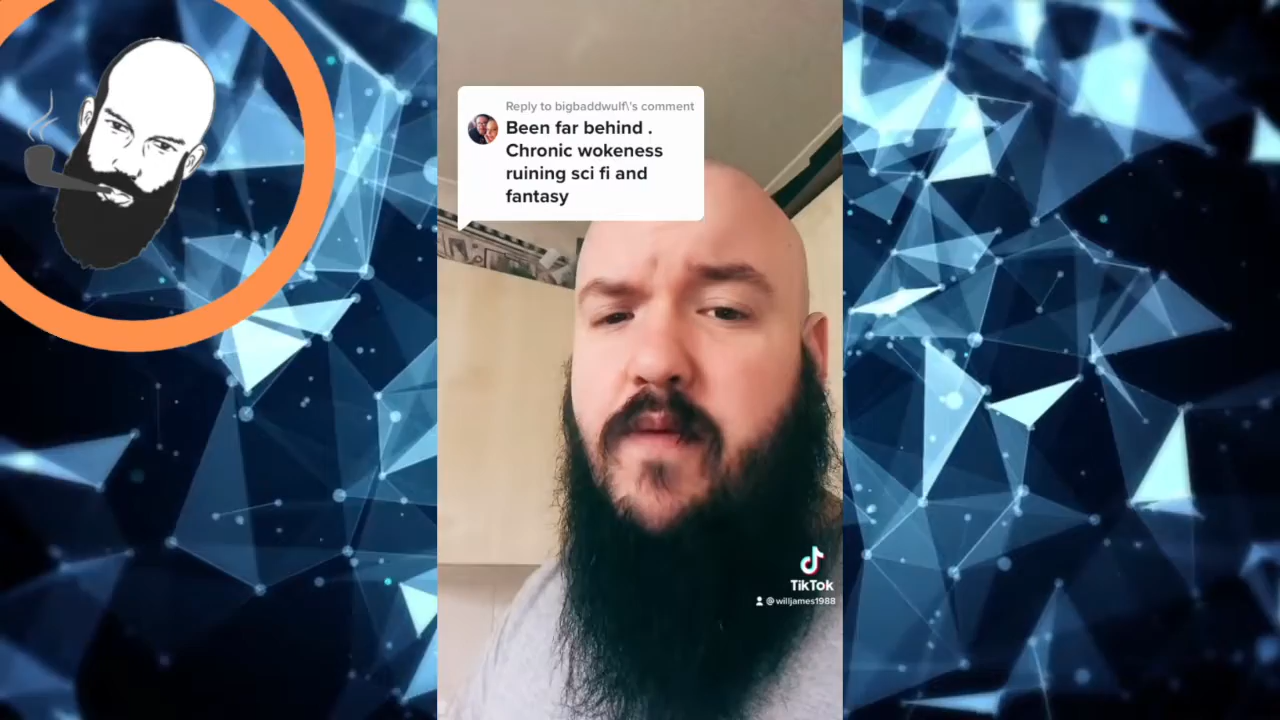 Reply to bigbaddwulf\'s comment
Been far behind .
Chronic wokeness
ruining sci fi and
fantasy
TikTok
@willjames1988